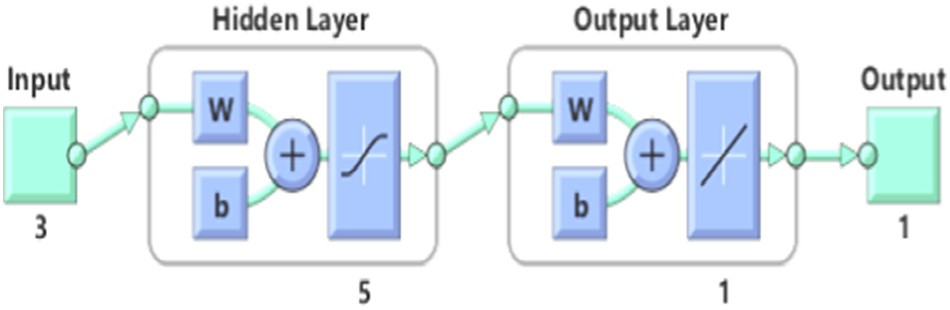 Hidden Layer
Output Layer
Input
Output
W
+
b
W
+
b
3
5
1
1